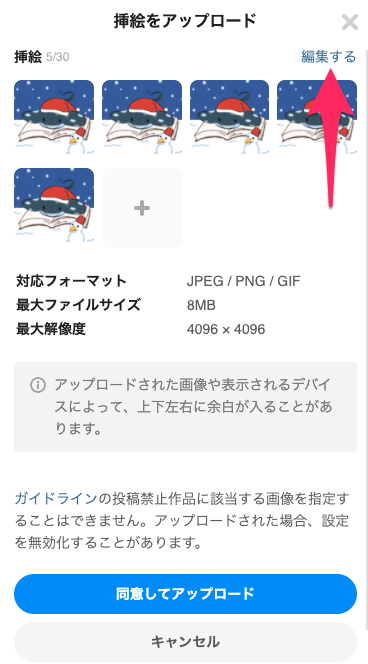 挿絵をアップロード
挿絵 5/30
編集する
対応フォーマット JPEG / PNG / GIF
最大ファイルサイズ 8MB
最大解像度 4096 × 4096
アップロードされた画像や表示されるデバイ
スによって、上下左右に余白が入ることがあ
ります。
ガイドラインの投稿禁止作品に該当する画像を指定す
ることはできません。アップロードされた場合、設定
を無効化することがあります。
同意してアップロード
キャンセル